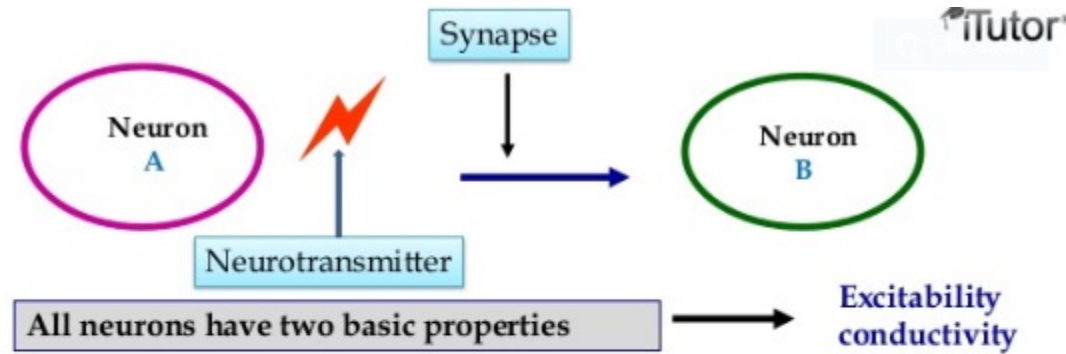 iTutor
Synapse
Neuron
A
Neuron
B
Neurotransmitter
All neurons have two basic properties
Excitability
conductivity